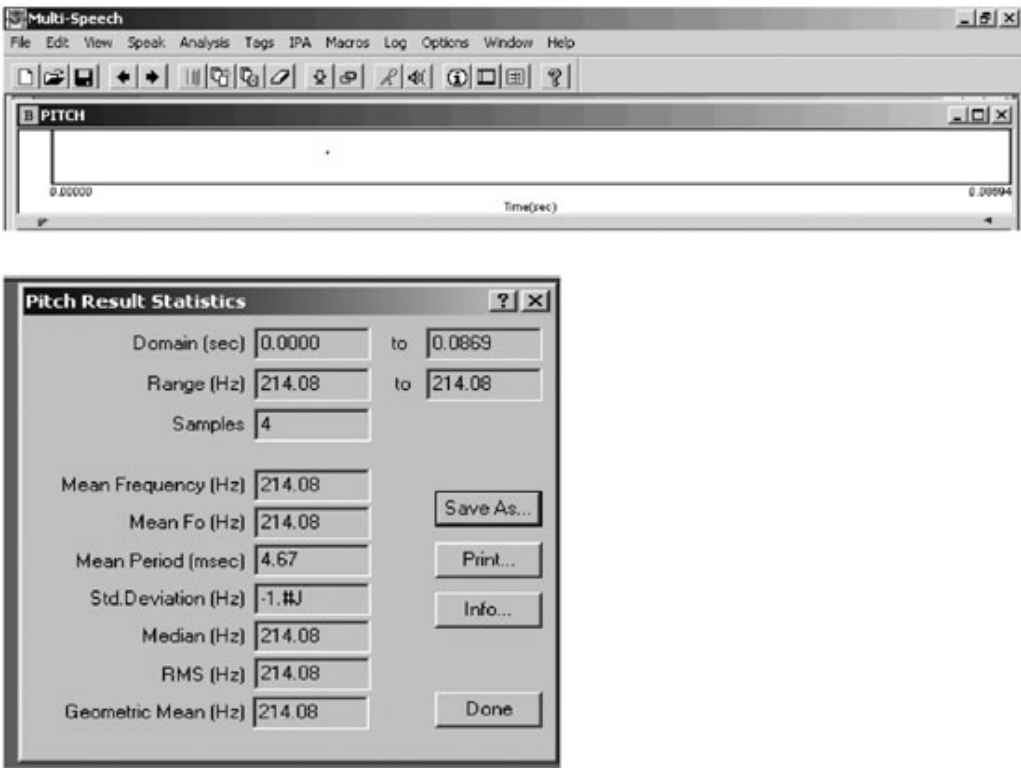 Multi-Speech
File Edit View Speak Analysis Tags IPA Macros Log Options Window Help
B PITCH
0.00000 0.08694
Time(sec)
Pitch Result Statistics
Domain (sec) 0.0000 to 0.0869
Range (Hz) 214.08 to 214.08
Samples 4
Mean Frequency (Hz) 214.08
Mean Fo (Hz) 214.08
Mean Period (msec) 4.67
Std.Deviation (Hz) -1.#J
Median (Hz) 214.08
RMS (Hz) 214.08
Geometric Mean (Hz) 214.08
Save As...
Print...
Info...
Done